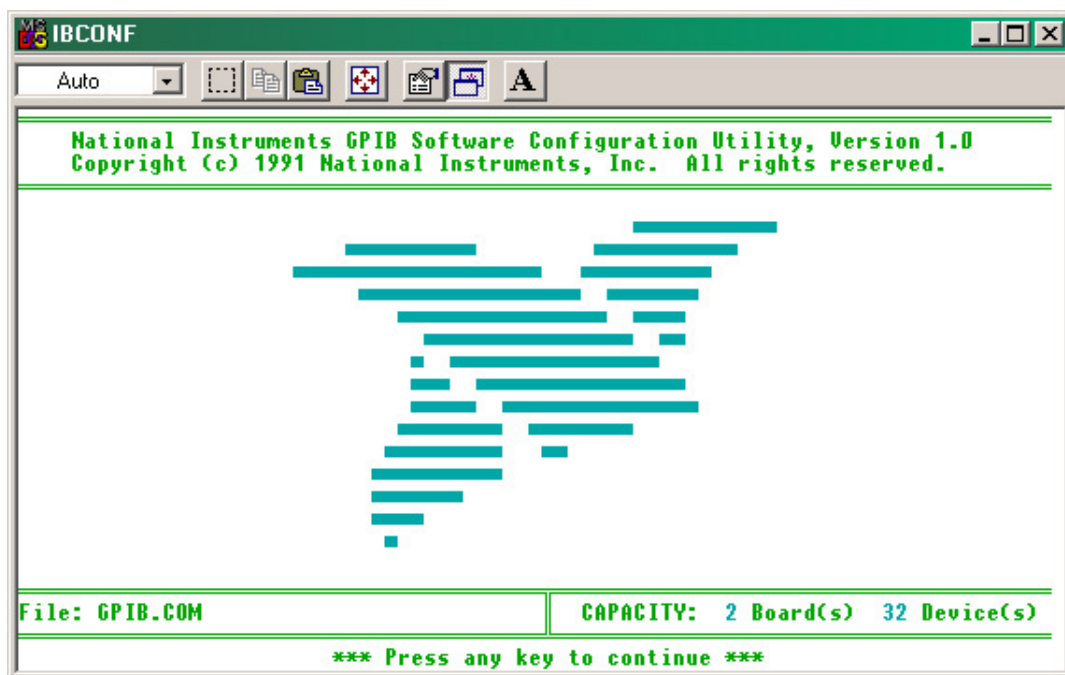 IBCONF
Auto
A
National Instruments GPIB Software Configuration Utility, Version 1.0
Copyright (c) 1991 National Instruments, Inc.  All rights reserved.
File: GPIB.COM
CAPACITY:  2 Board(s)  32 Device(s)
*** Press any key to continue ***